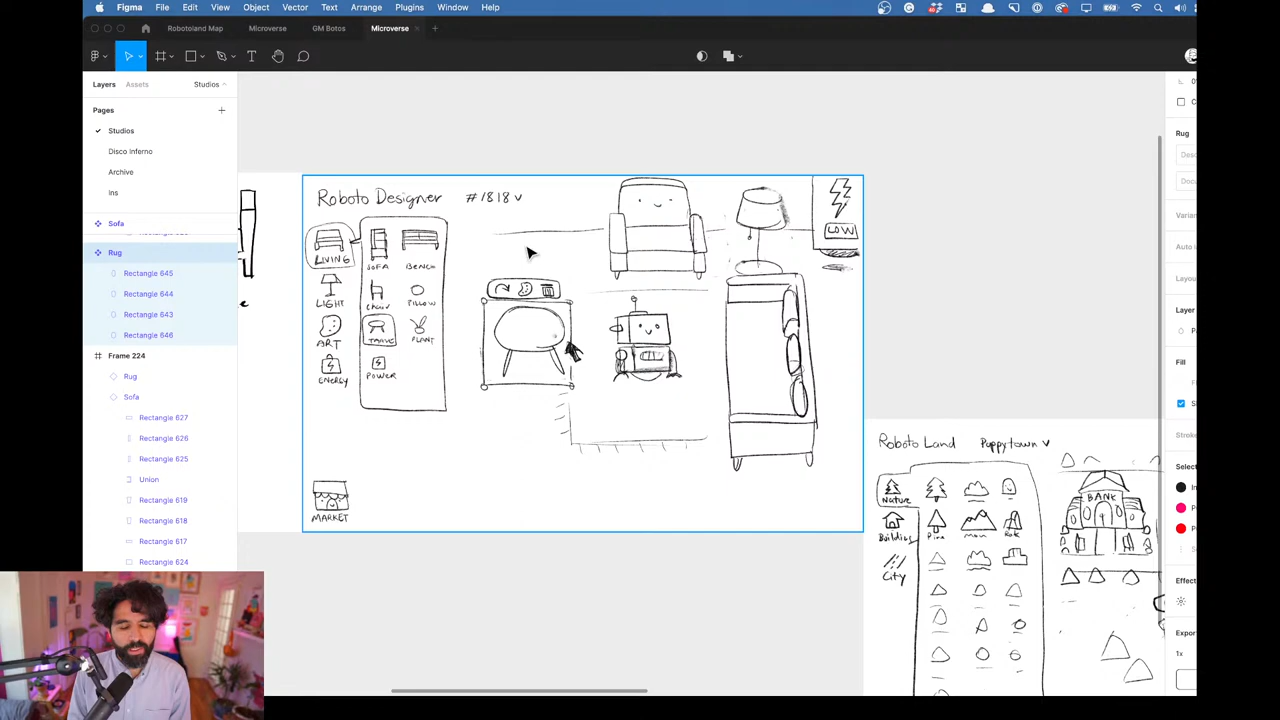 Figma File Edit View Object Vector Text Arrange Plugins Window Help
Robotoland Map Microverse GM Botos Microverse
Layers Assets Studios
Pages
Studios
Disco Inferno
Archive
Ins
Sofa
Rug
Rectangle 645
Rectangle 644
Rectangle 643
Rectangle 646
Frame 224
Rug
Sofa
Rectangle 627
Rectangle 626
Rectangle 625
Union
Rectangle 619
Rectangle 618
Rectangle 617
Rectangle 624
Roboto Designer #1818 v
LIVING
LIGHT
ART
ENERGY
SOFA BENCH
CHAIR PILLOW
TABLE PLANT
POWER
MARKET
LOW
Roboto Land Puppytown v
Nature
Building
City
Pine
BANK
Rug
Layer
Fill
1x